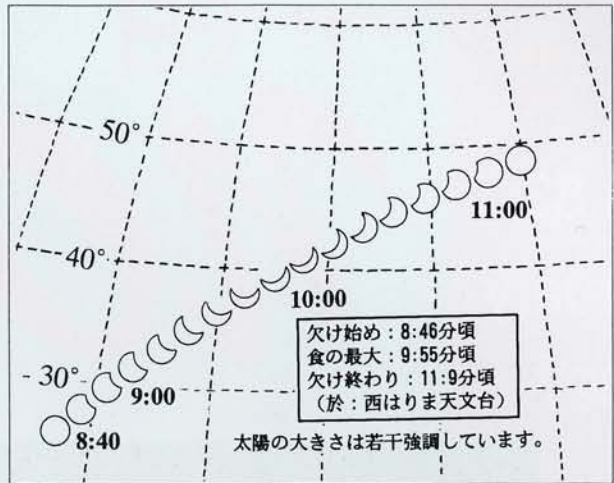 50°
11:00
40°
10:00
欠け始め：8:46分頃
食の最大：9:55分頃
欠け終わり：11:9分頃
（於：西はりま天文台）
30°
9:00
8:40
太陽の大きさは若干強調しています。